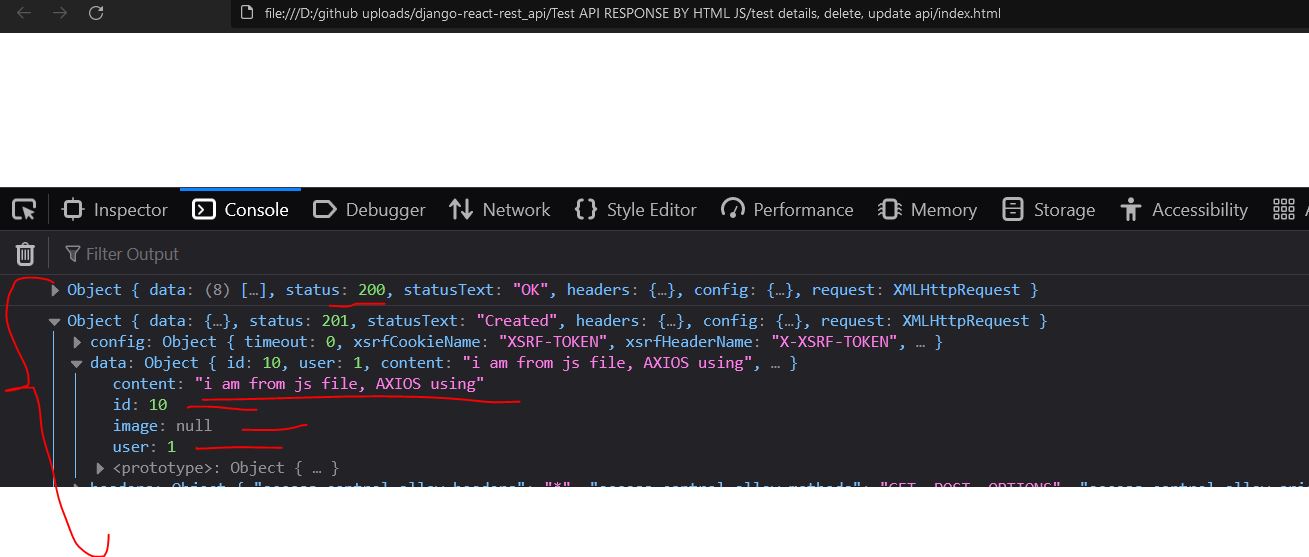 file:///D:/github uploads/django-react-rest_api/Test API RESPONSE BY HTML JS/test details, delete, update api/index.html
Inspector Console Debugger Network Style Editor Performance Memory Storage Accessibility
Filter Output
Object { data: (8) […], status: 200, statusText: "OK", headers: {…}, config: {…}, request: XMLHttpRequest }
Object { data: {…}, status: 201, statusText: "Created", headers: {…}, config: {…}, request: XMLHttpRequest }
config: Object { timeout: 0, xsrfCookieName: "XSRF-TOKEN", xsrfHeaderName: "X-XSRF-TOKEN", … }
data: Object { id: 10, user: 1, content: "i am from js file, AXIOS using", … }
content: "i am from js file, AXIOS using"
id: 10
image: null
user: 1
<prototype>: Object { … }